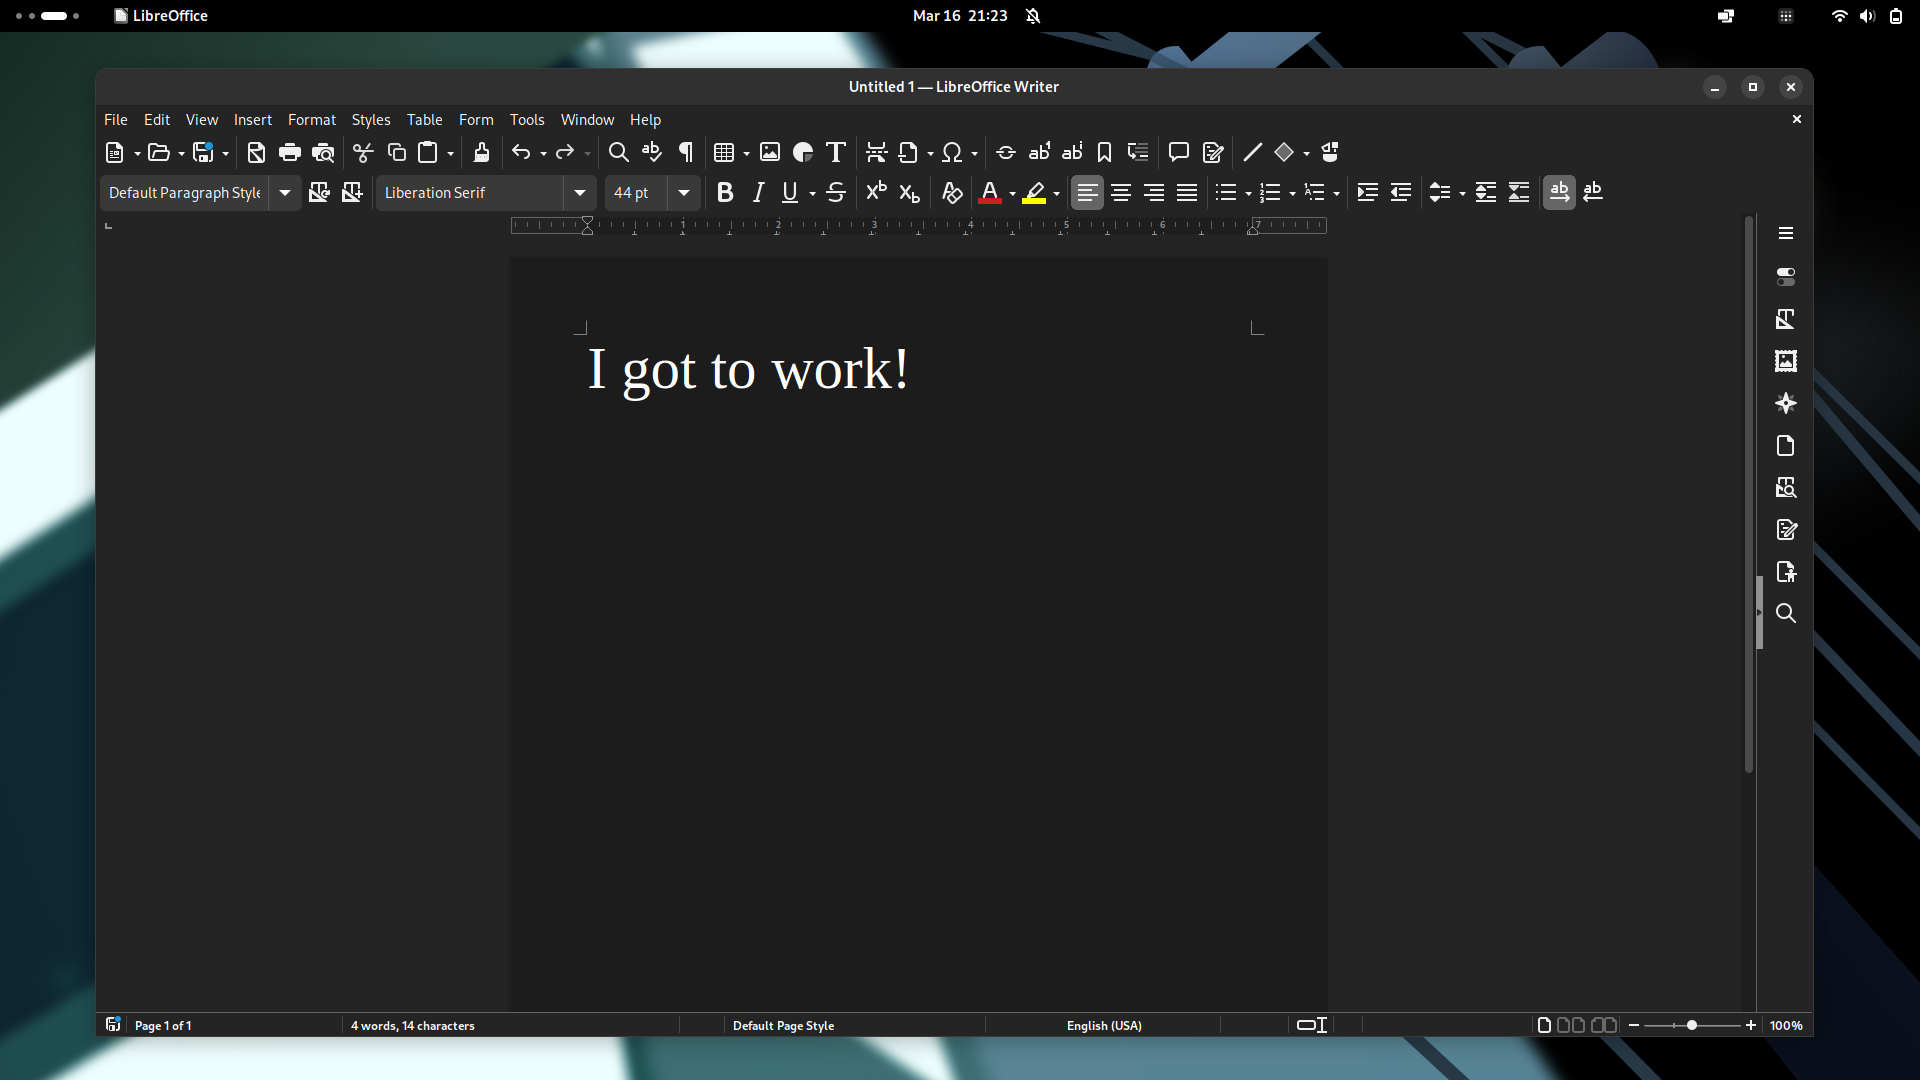 LibreOffice
Mar 16 21:23
Untitled 1 — LibreOffice Writer
File Edit View Insert Format Styles Table Form Tools Window Help
Default Paragraph Style
Liberation Serif
44 pt
1 2 3 4 5 6 7
I got to work!
Page 1 of 1
4 words, 14 characters
Default Page Style
English (USA)
100%